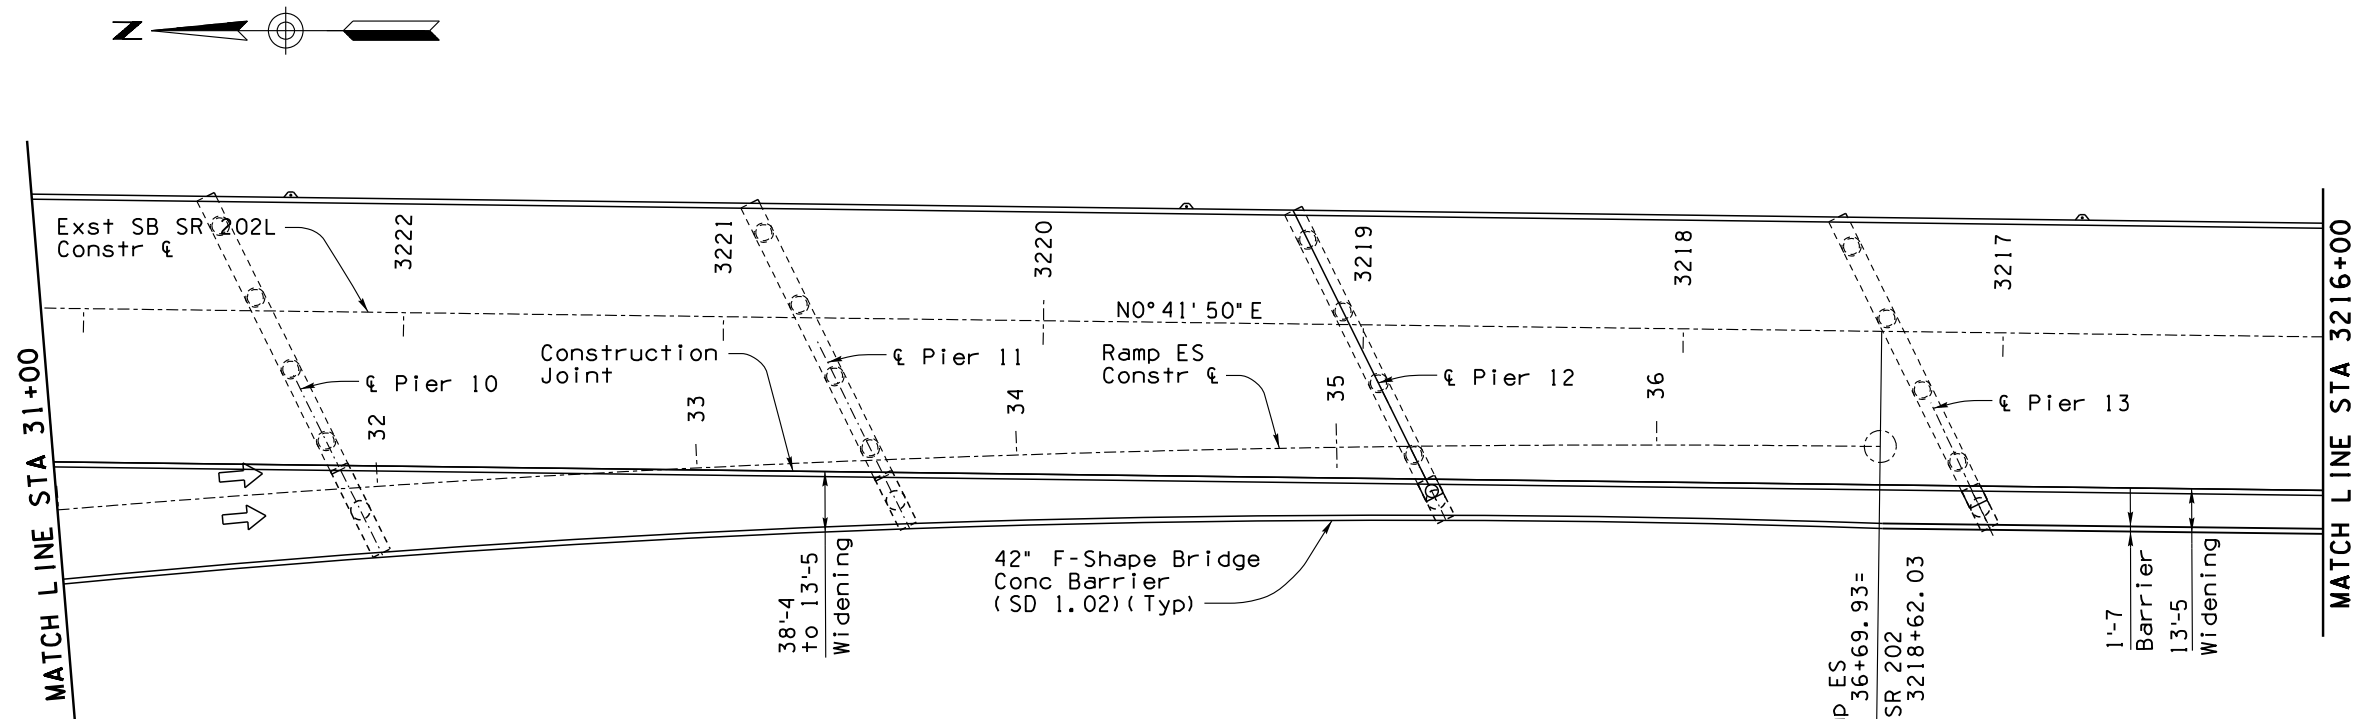 N
MATCH LINE STA 31+00
Exst SB SR 202L
Constr ℄
3222
3221
3220
3219
3218
3217
N0°41'50"E
℄ Pier 10
Construction
Joint
℄ Pier 11
Ramp ES
Constr ℄
℄ Pier 12
℄ Pier 13
32
33
34
35
36
38'-4
to 13'-5
Widening
42" F-Shape Bridge
Conc Barrier
(SD 1.02)(Typ)
ES
36+69.93=
SR 202
3218+62.03
1'-7
Barrier
13'-5
Widening
MATCH LINE STA 3216+00